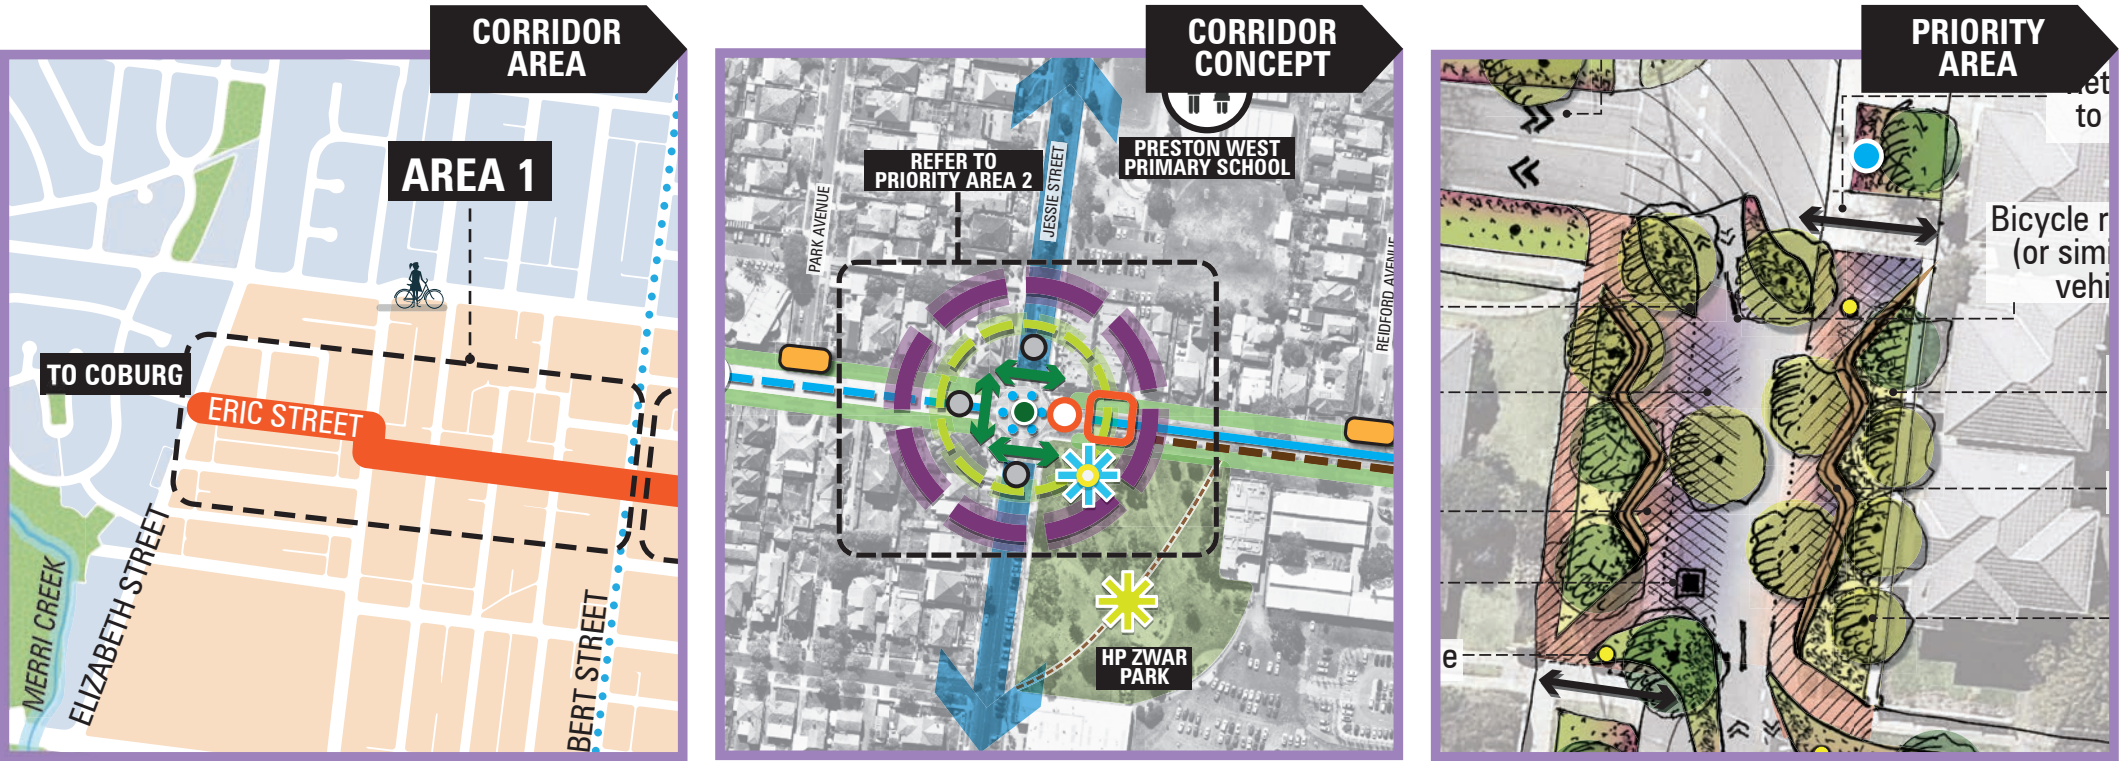 CORRIDOR
AREA
AREA 1
TO COBURG
ERIC STREET
MERRI CREEK
ELIZABETH STREET
BERT STREET
CORRIDOR
CONCEPT
PRESTON WEST
PRIMARY SCHOOL
REFER TO
PRIORITY AREA 2
PARK AVENUE
JESSIE STREET
REIDFORD AVENUE
HP ZWAR
PARK
PRIORITY
AREA
to
Bicycle r
(or simi
vehi
e